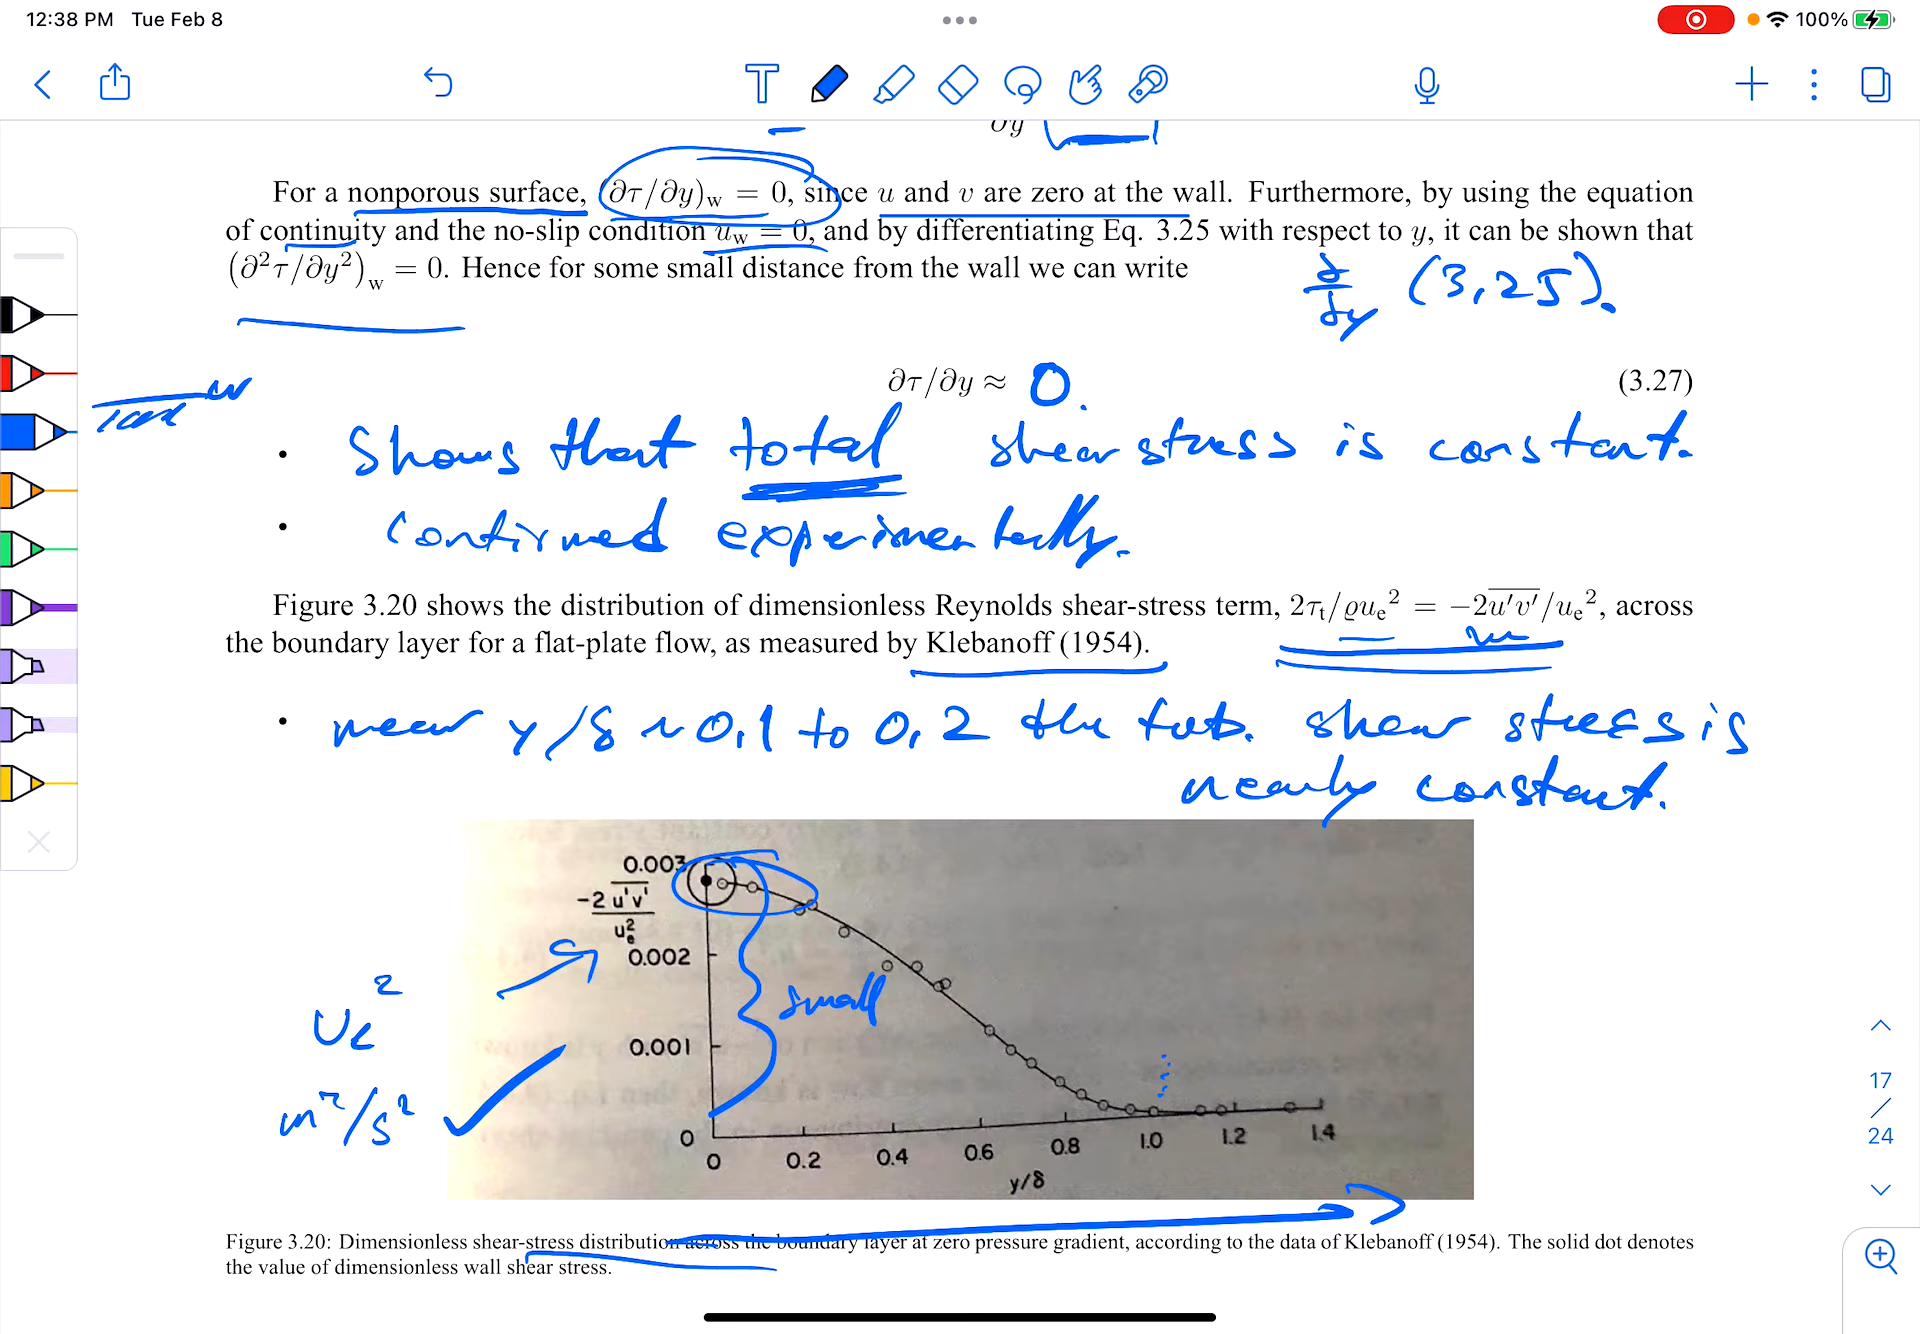 12:38 PM Tue Feb 8
100%
∂y
For a nonporous surface, (∂τ/∂y)w = 0, since u and v are zero at the wall. Furthermore, by using the equation
of continuity and the no-slip condition uw = 0, and by differentiating Eq. 3.25 with respect to y, it can be shown that
(∂²τ/∂y²)w = 0. Hence for some small distance from the wall we can write
∂/∂y (3.25).
∂τ/∂y ≈ 0. (3.27)
• Shows that total shear stress is constant.
• Confirmed experimentally.
Figure 3.20 shows the distribution of dimensionless Reynolds shear-stress term, 2τt/ϱue² = −2u′v′/ue², across
the boundary layer for a flat-plate flow, as measured by Klebanoff (1954).
• near y/δ ~ 0.1 to 0.2 the turb. shear stress is
nearly constant.
0.003
-2 u'v'
ue²
0.002
small
ue²
0.001
m²/s²
0
0 0.2 0.4 0.6 0.8 1.0 1.2 1.4
y/δ
17
/
24
Figure 3.20: Dimensionless shear-stress distribution across the boundary layer at zero pressure gradient, according to the data of Klebanoff (1954). The solid dot denotes
the value of dimensionless wall shear stress.